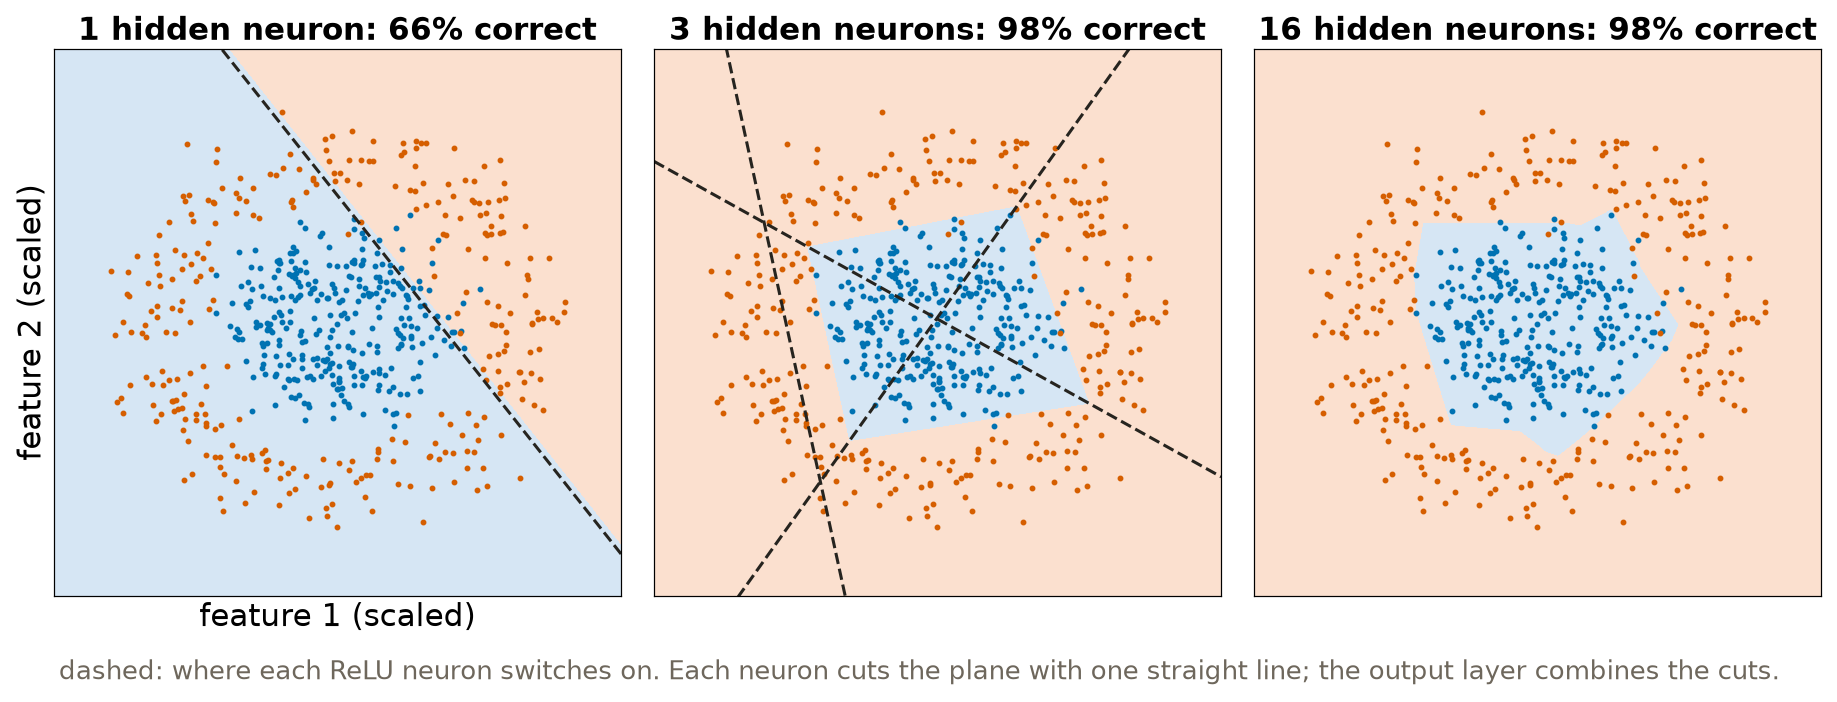 1 hidden neuron: 66% correct
3 hidden neurons: 98% correct
16 hidden neurons: 98% correct
feature 2 (scaled)
feature 1 (scaled)
dashed: where each ReLU neuron switches on. Each neuron cuts the plane with one straight line; the output layer combines the cuts.